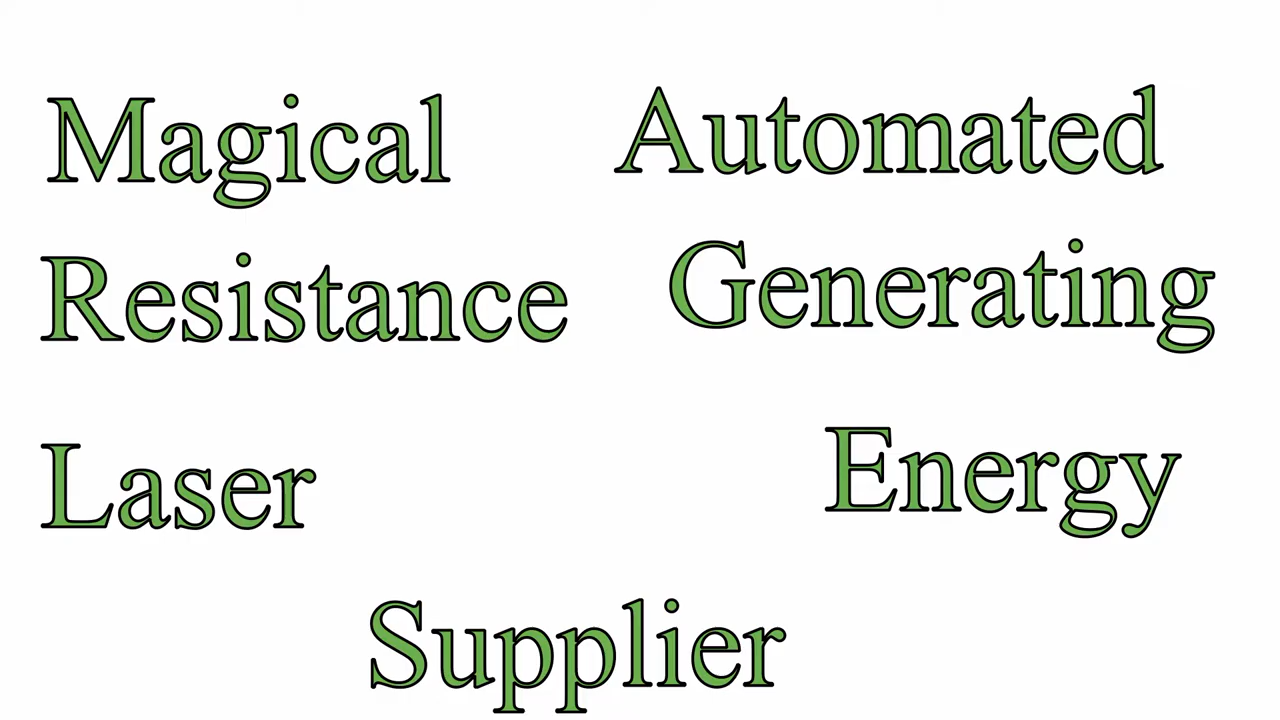 Magical Automated
Resistance Generating
Laser Energy
Supplier